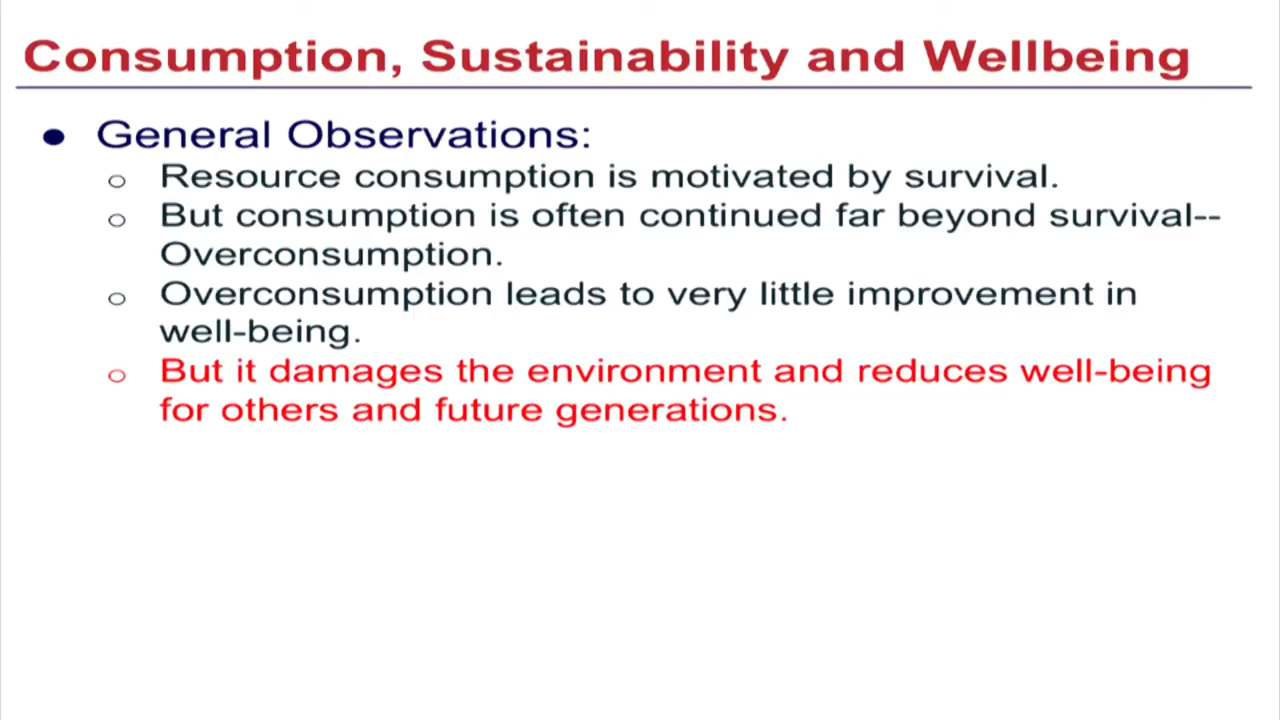 Consumption, Sustainability and Wellbeing
● General Observations:
○ Resource consumption is motivated by survival.
○ But consumption is often continued far beyond survival--
Overconsumption.
○ Overconsumption leads to very little improvement in
well-being.
○ But it damages the environment and reduces well-being
for others and future generations.